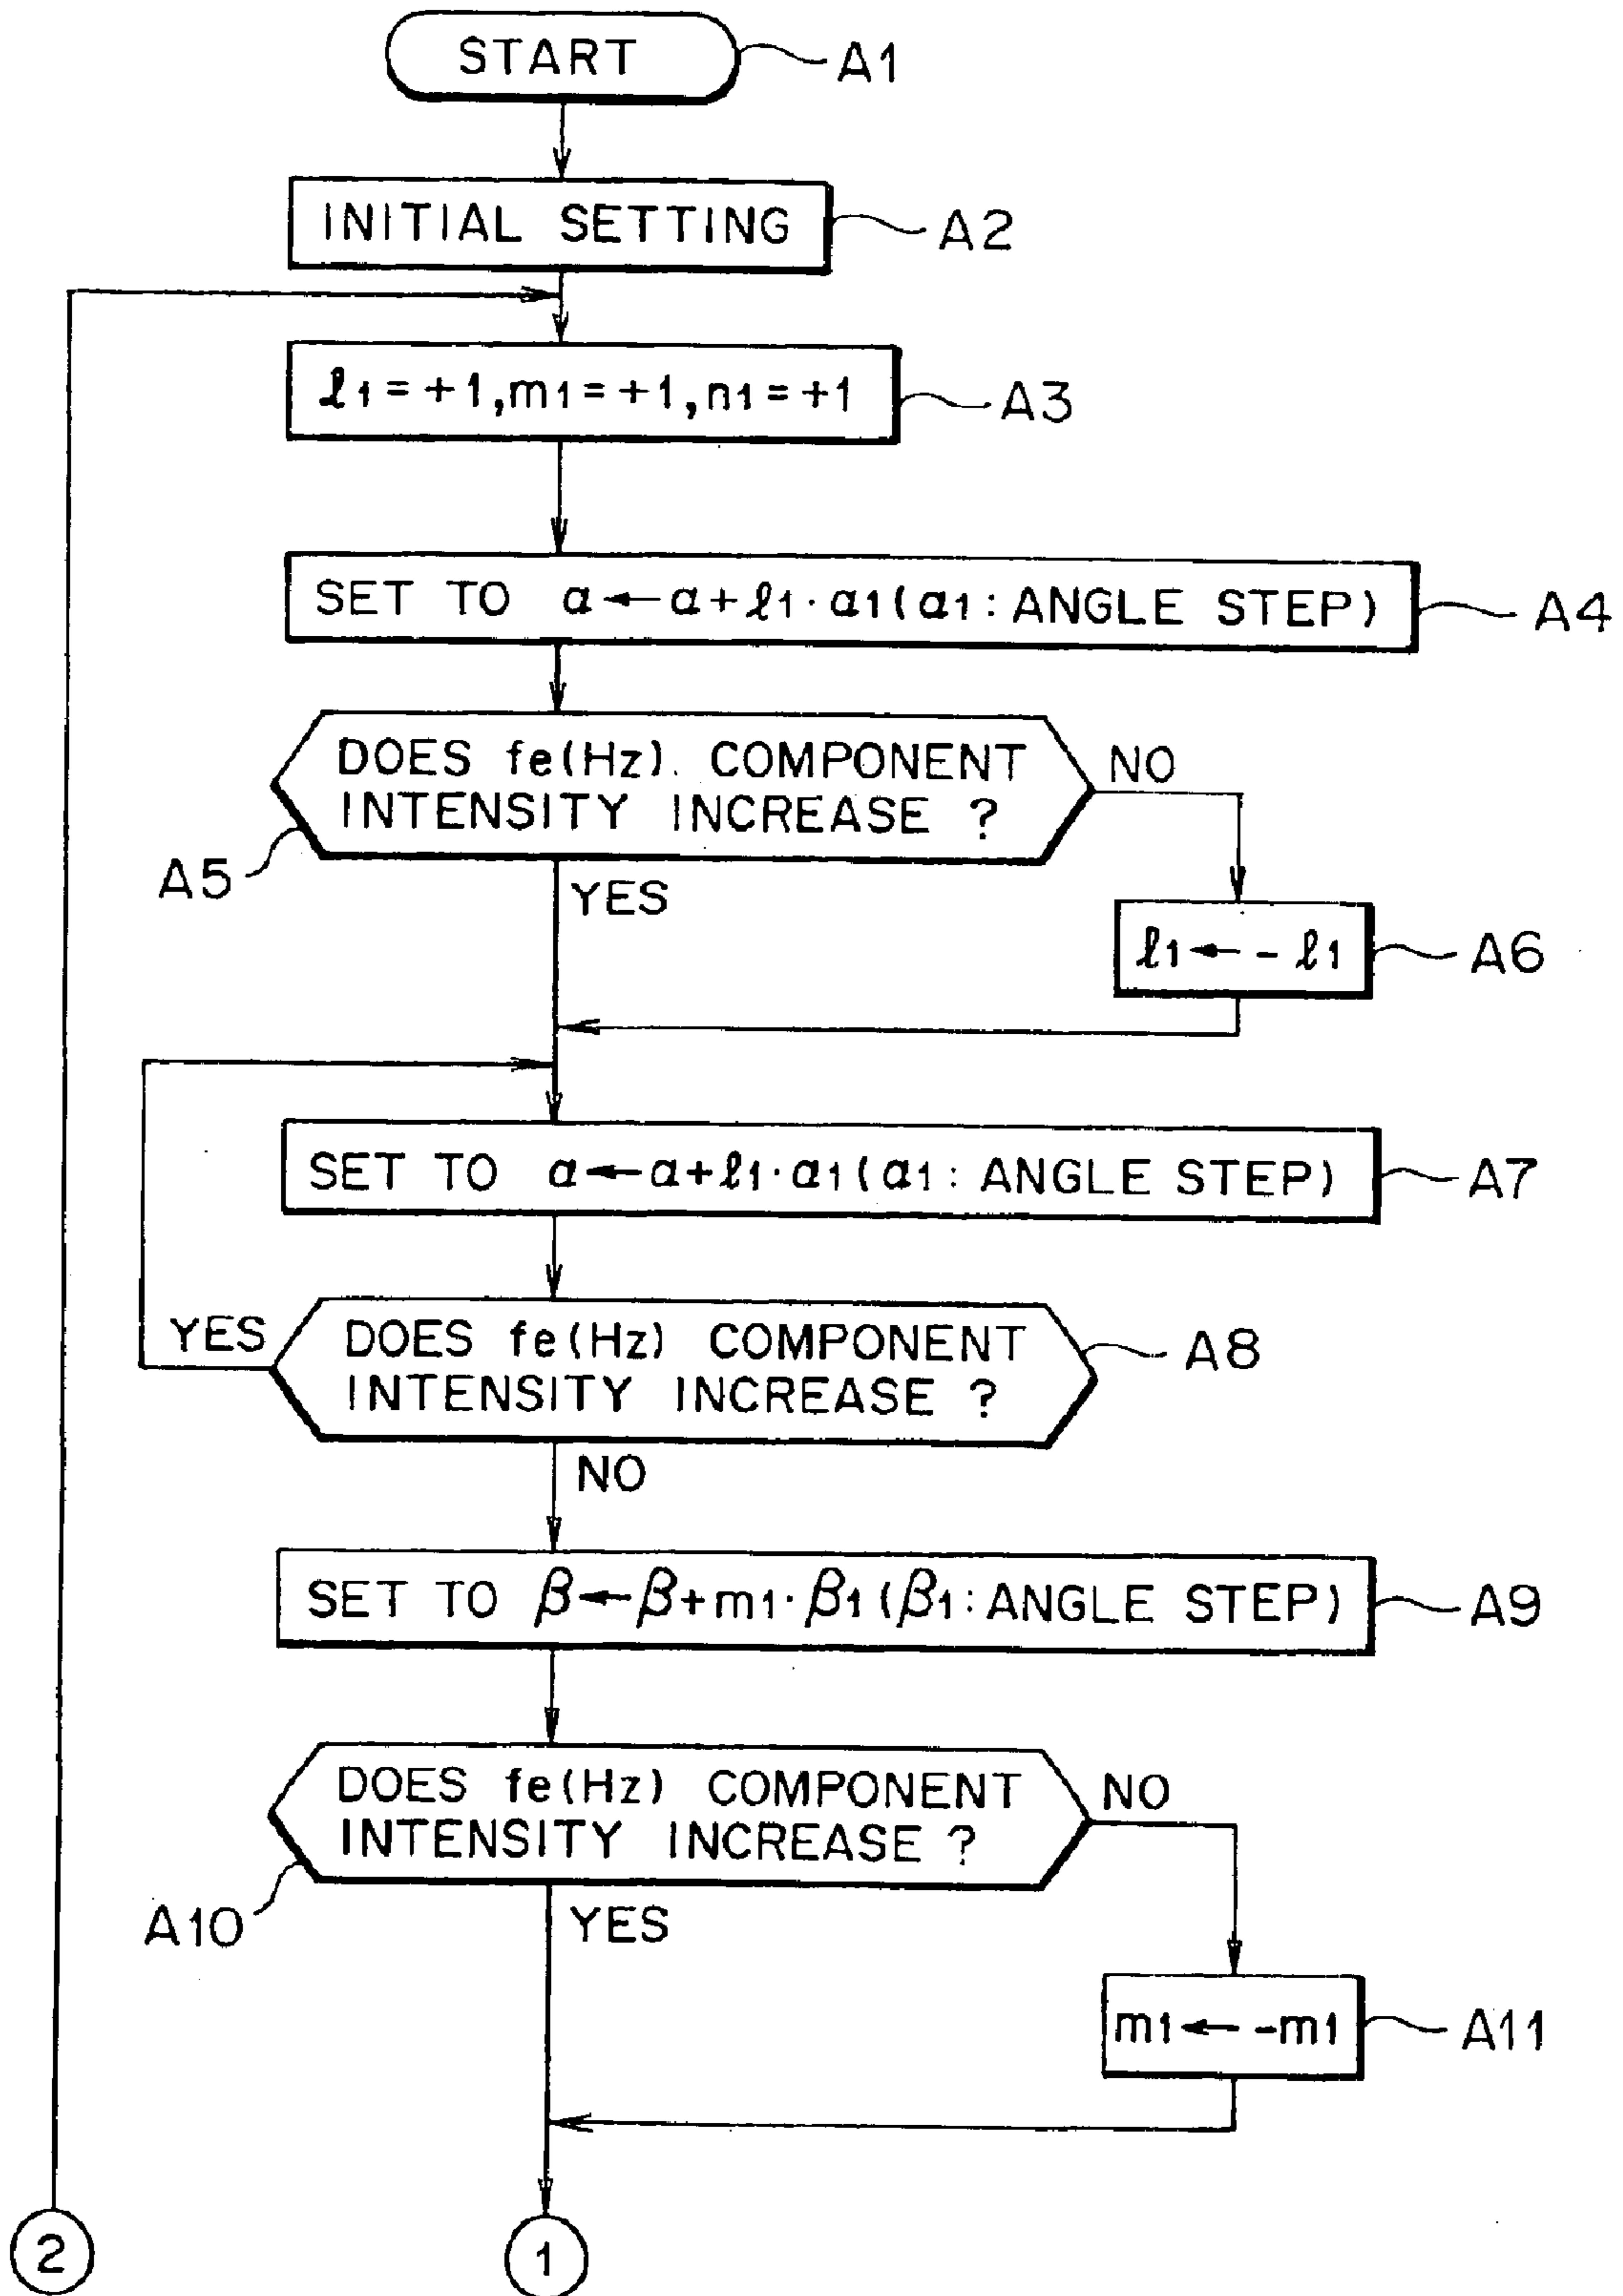 START
A1
INITIAL SETTING
A2
ℓ1=+1,m1=+1,n1=+1
A3
SET TO α←α+ℓ1·α1(α1:ANGLE STEP)
A4
DOES fe(Hz). COMPONENT
INTENSITY INCREASE ?
NO
A5
YES
ℓ1← -ℓ1
A6
SET TO α←α+ℓ1·α1(α1:ANGLE STEP)
A7
YES
DOES fe(Hz) COMPONENT
INTENSITY INCREASE ?
A8
NO
SET TO β←β+m1·β1(β1:ANGLE STEP)
A9
DOES fe(Hz) COMPONENT
INTENSITY INCREASE ?
NO
A10
YES
m1← -m1
A11
2
1